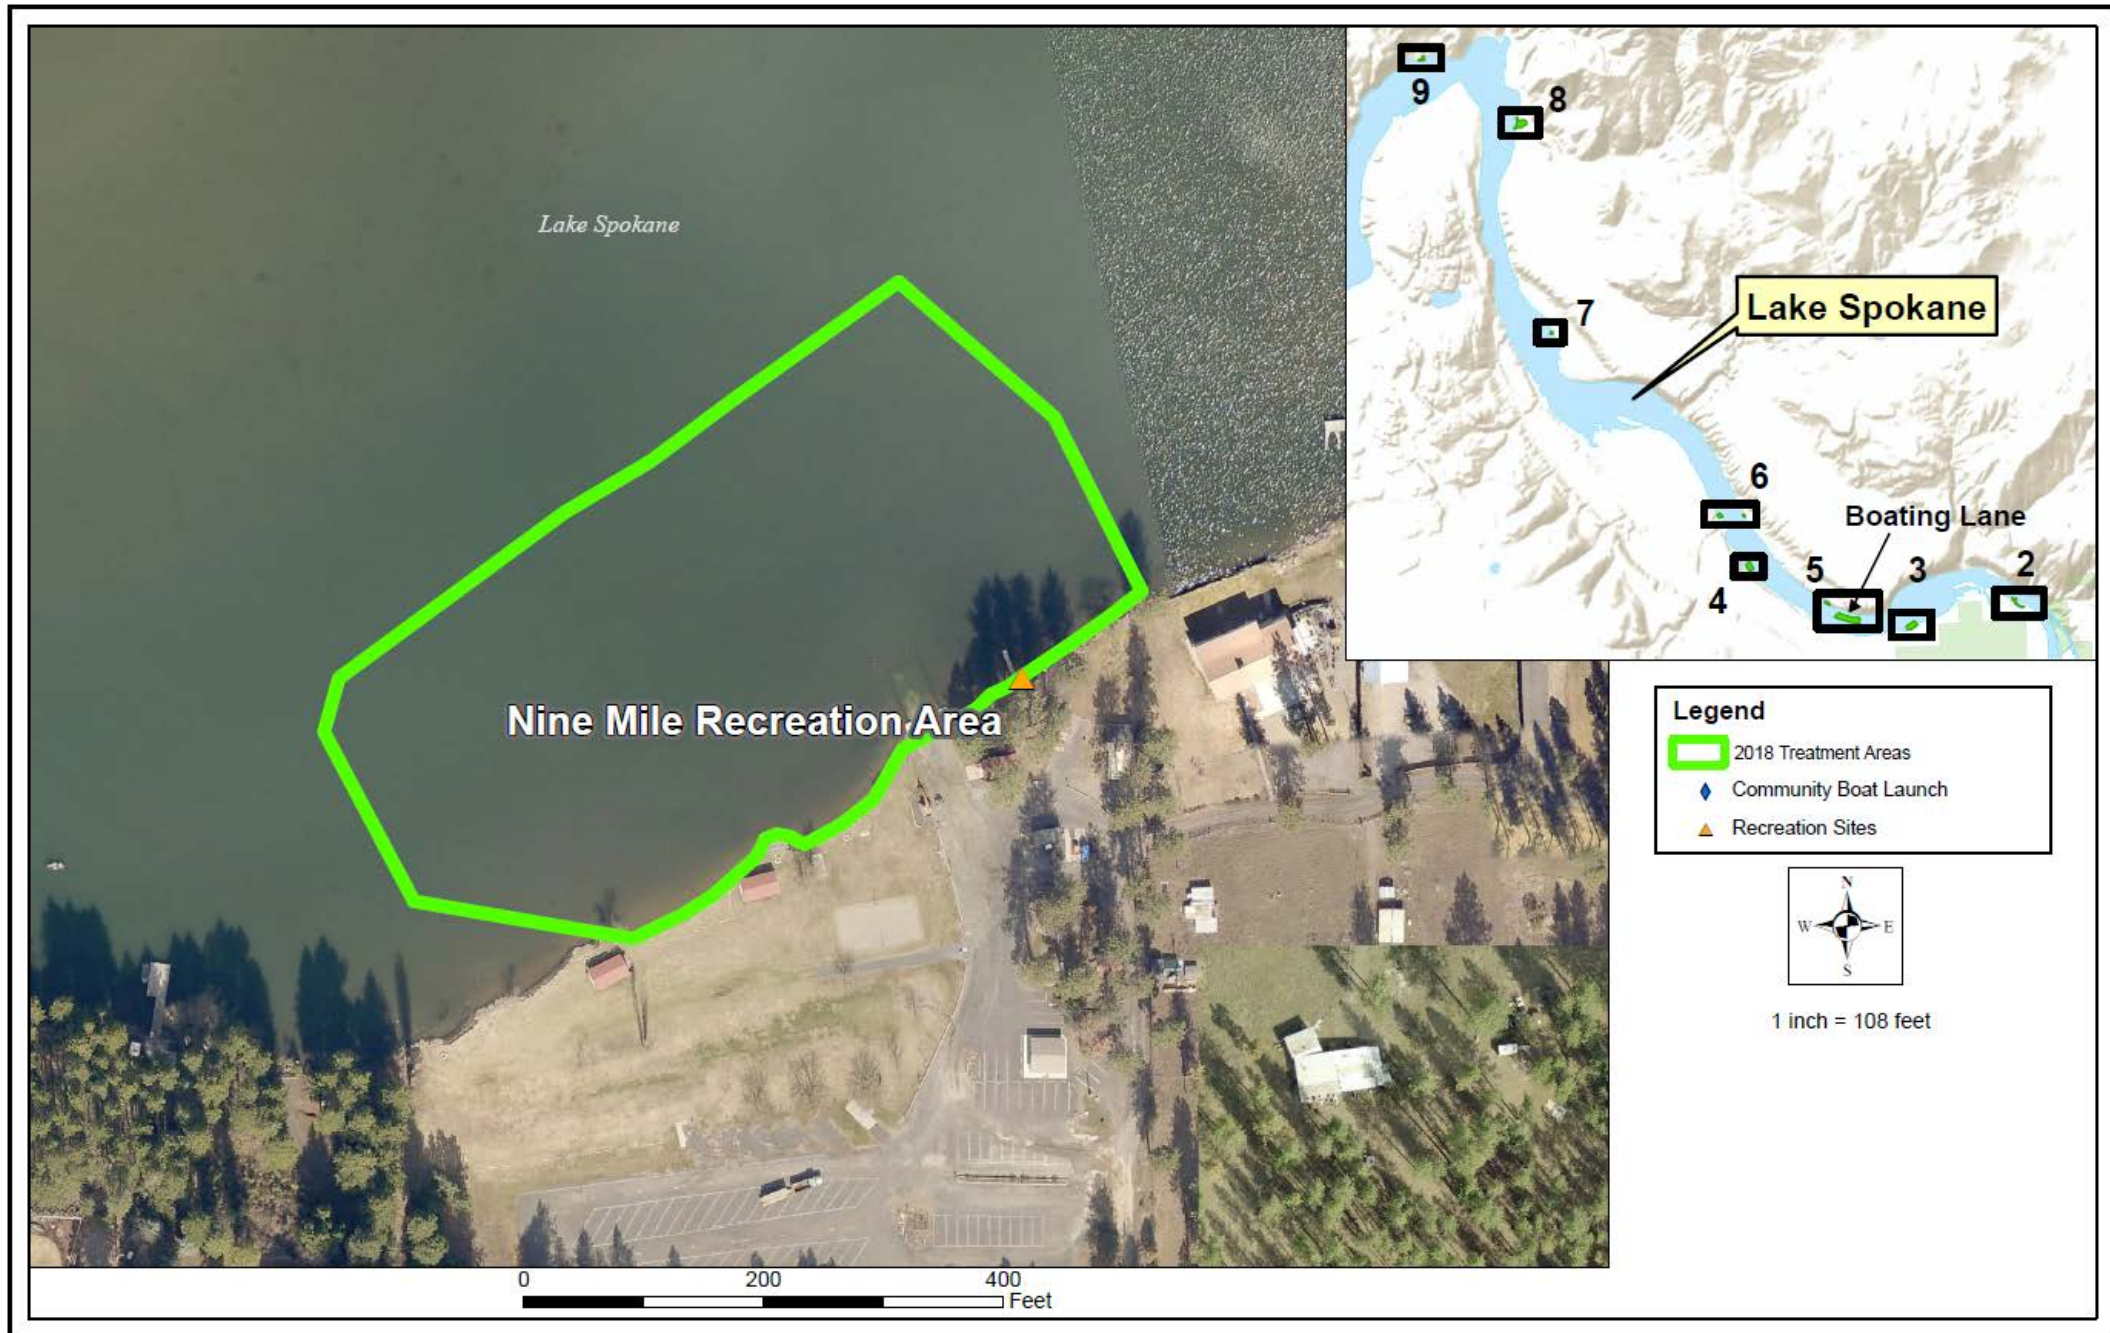 Lake Spokane
Nine Mile Recreation Area
9
8
7
Lake Spokane
6
Boating Lane
5
3
2
4
Legend
2018 Treatment Areas
Community Boat Launch
Recreation Sites
N
W
E
S
1 inch = 108 feet
0
200
400
Feet